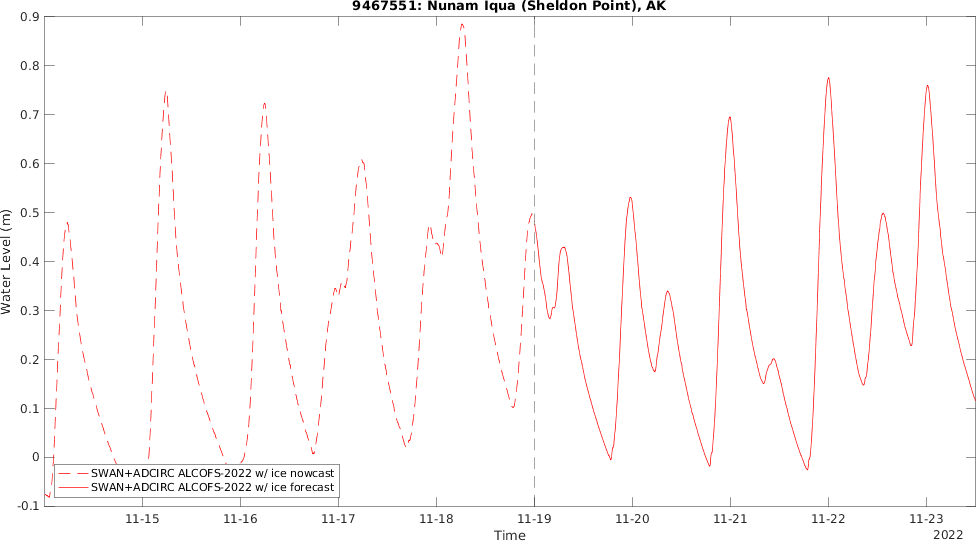 9467551: Nunam Iqua (Sheldon Point), AK
0.9
0.8
0.7
0.6
0.5
0.4
0.3
0.2
0.1
0
-0.1
Water Level (m)
SWAN+ADCIRC ALCOFS-2022 w/ ice nowcast
SWAN+ADCIRC ALCOFS-2022 w/ ice forecast
11-15 11-16 11-17 11-18 11-19 11-20 11-21 11-22 11-23
Time
2022